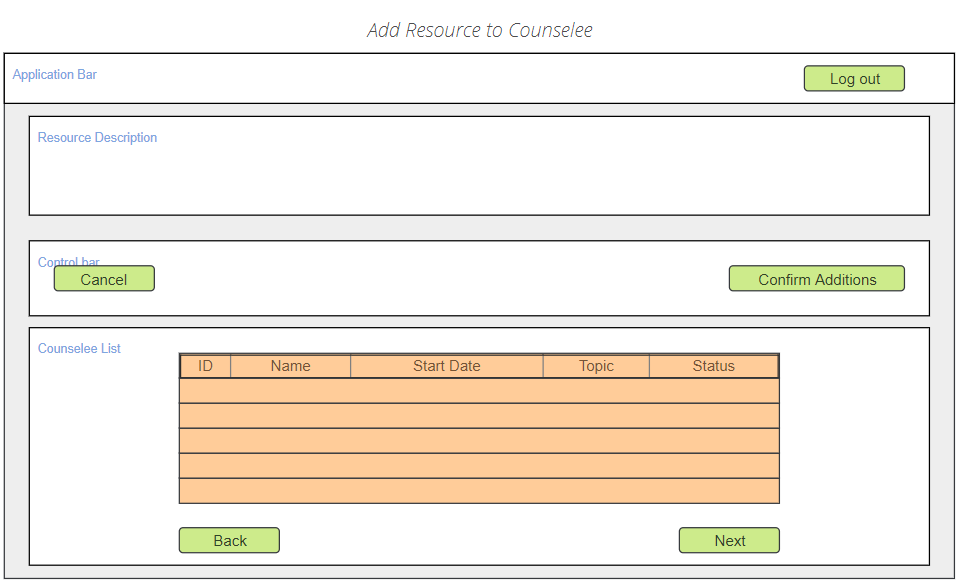 Add Resource to Counselee
Application Bar
Log out
Resource Description
Control bar
Cancel
Confirm Additions
Counselee List
ID Name Start Date Topic Status
Back Next